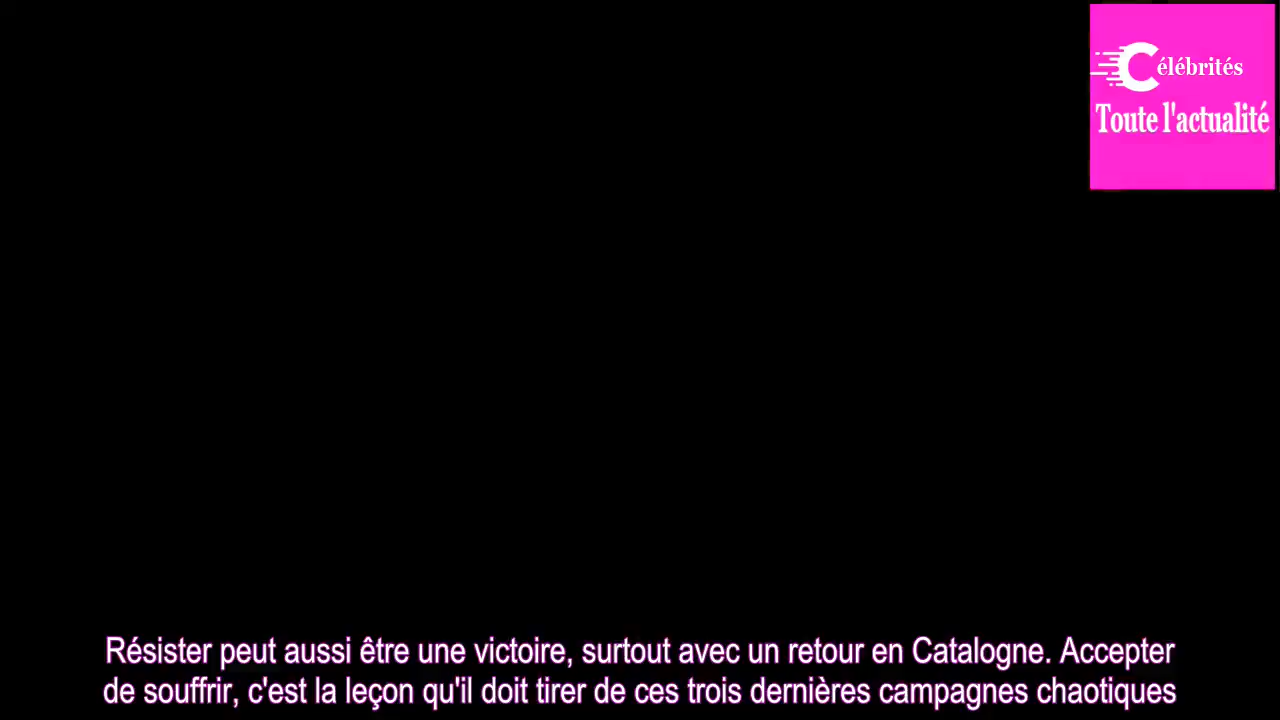 Célébrités
Toute l'actualité
Résister peut aussi être une victoire, surtout avec un retour en Catalogne. Accepter
de souffrir, c'est la leçon qu'il doit tirer de ces trois dernières campagnes chaotiques